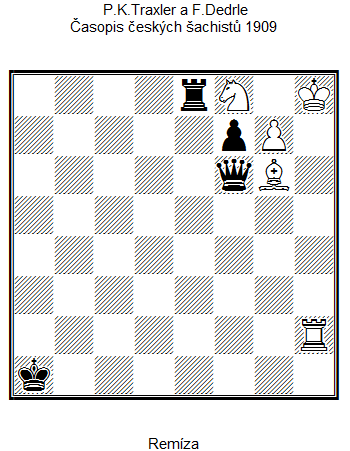 P.K.Traxler a F.Dedrle
Časopis českých šachistů 1909
Remíza